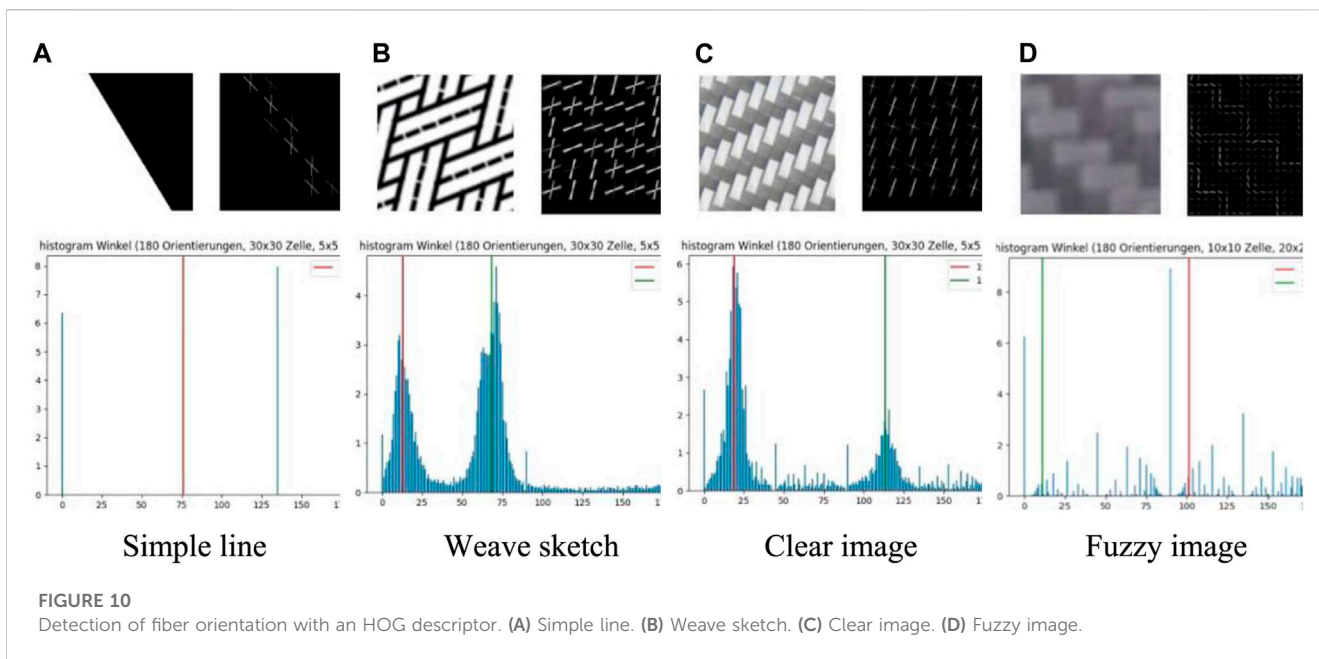 A
B
C
D
histogram Winkel (180 Orientierungen, 30x30 Zelle, 5x5
histogram Winkel (180 Orientierungen, 30x30 Zelle, 5x5
histogram Winkel (180 Orientierungen, 30x30 Zelle, 5x5
histogram Winkel (180 Orientierungen, 10x10 Zelle, 20x2
8
7
6
5
4
3
2
1
0
0 25 50 75 100 125 150
4
3
2
1
0
0 25 50 75 100 125 150
6
5
4
3
2
1
0
0 25 50 75 100 125 150
8
6
4
2
0
0 25 50 75 100 125 150
Simple line
Weave sketch
Clear image
Fuzzy image
FIGURE 10
Detection of fiber orientation with an HOG descriptor. (A) Simple line. (B) Weave sketch. (C) Clear image. (D) Fuzzy image.